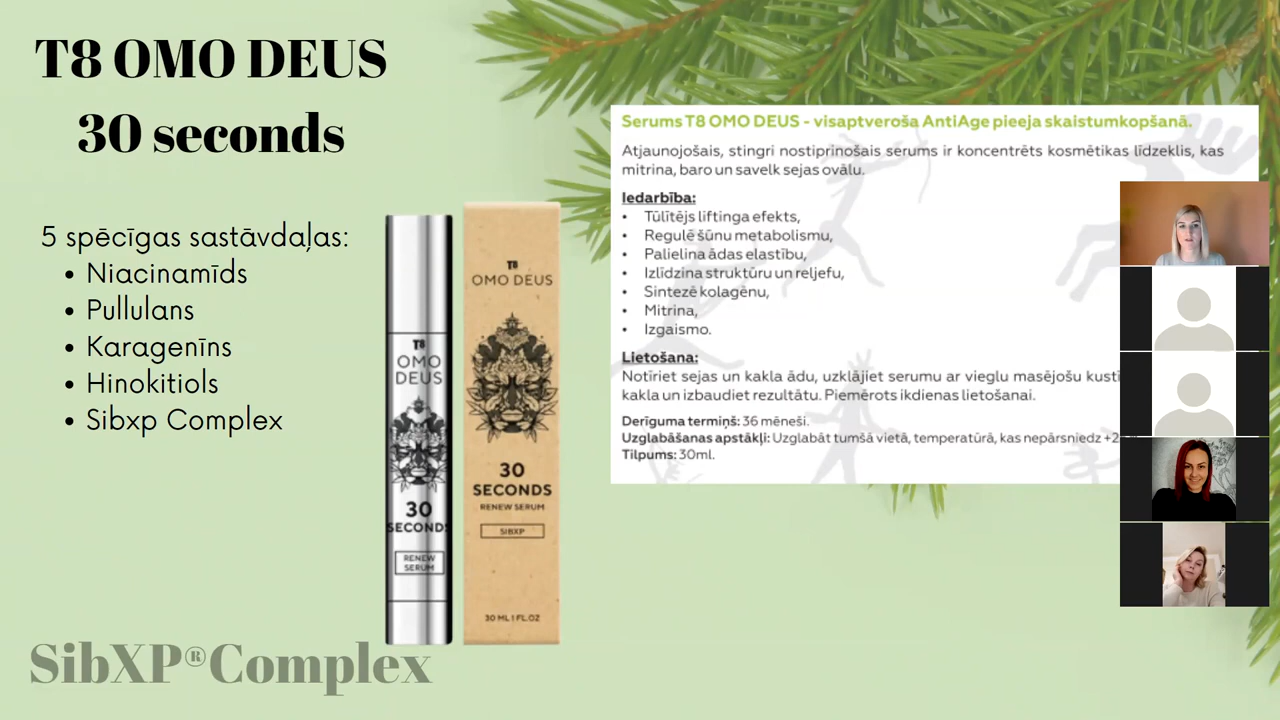 T8 OMO DEUS
30 seconds
5 spēcīgas sastāvdaļas:
• Niacinamīds
• Pullulans
• Karagenīns
• Hinokitiols
• Sibxp Complex
T8
OMO
DEUS
30
SECONDS
RENEW
SERUM
T8
OMO DEUS
30
SECONDS
RENEW SERUM
SIBXP
30 ML 1 FL.OZ
Serums T8 OMO DEUS - visaptveroša AntiAge pieeja skaistumkopšanā.
Atjaunojošais, stingri nostiprinošais serums ir koncentrēts kosmētikas līdzeklis, kas
mitrina, baro un savelk sejas ovālu.
Iedarbība:
• Tūlītējs liftinga efekts,
• Regulē šūnu metabolismu,
• Palielina ādas elastību,
• Izlīdzina struktūru un reljefu,
• Sintezē kolagēnu,
• Mitrina,
• Izgaismo.
Lietošana:
Notīriet sejas un kakla ādu, uzklājiet serumu ar vieglu masējošu
kakla un izbaudiet rezultātu. Piemērots ikdienas lietošanai.
Derīguma termiņš: 36 mēneši.
Uzglabāšanas apstākļi: Uzglabāt tumšā vietā, temperatūrā, kas nepārsniedz
Tilpums: 30ml.
SibXP®Complex